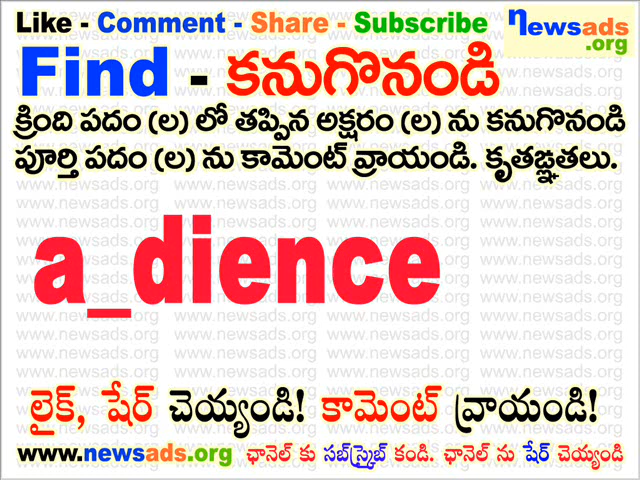 Like - Comment - Share - Subscribe
newsads
.org
Find - కనుగొనండి
క్రింది పదం (ల) లో తప్పిన అక్షరం (ల) ను కనుగొనండి
పూర్తి పదం (ల) ను కామెంట్ వ్రాయండి. కృతఙ్ఞతలు.
a_dience
లైక్, షేర్ చెయ్యండి! కామెంట్ వ్రాయండి!
www.newsads.org ఛానెల్ కు సబ్‌స్క్రైబ్ కండి. ఛానెల్ ను షేర్ చెయ్యండి